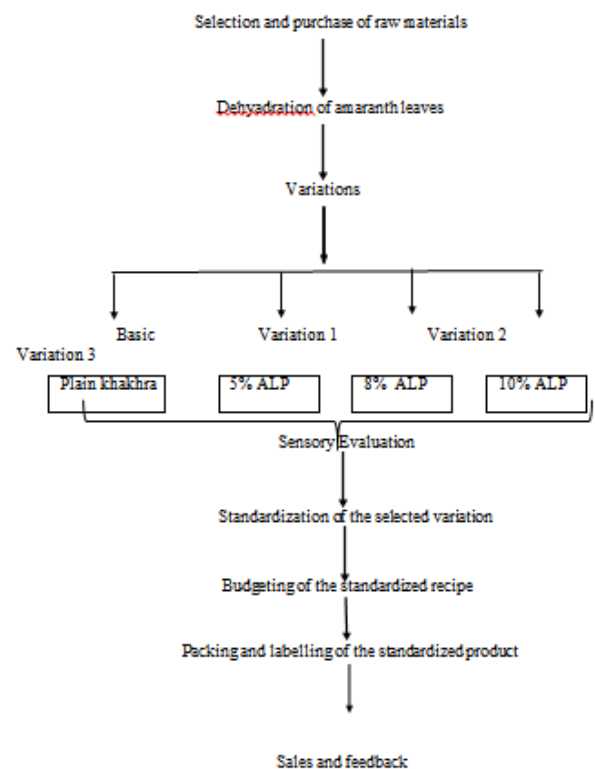 Selection and purchase of raw materials
Dehyadration of amaranth leaves
Variations
Basic Variation 1 Variation 2
Variation 3
Plain khakhra 5% ALP 8% ALP 10% ALP
Sensory Evaluation
Standardization of the selected variation
Budgeting of the standardized recipe
Packing and labelling of the standardized product
Sales and feedback